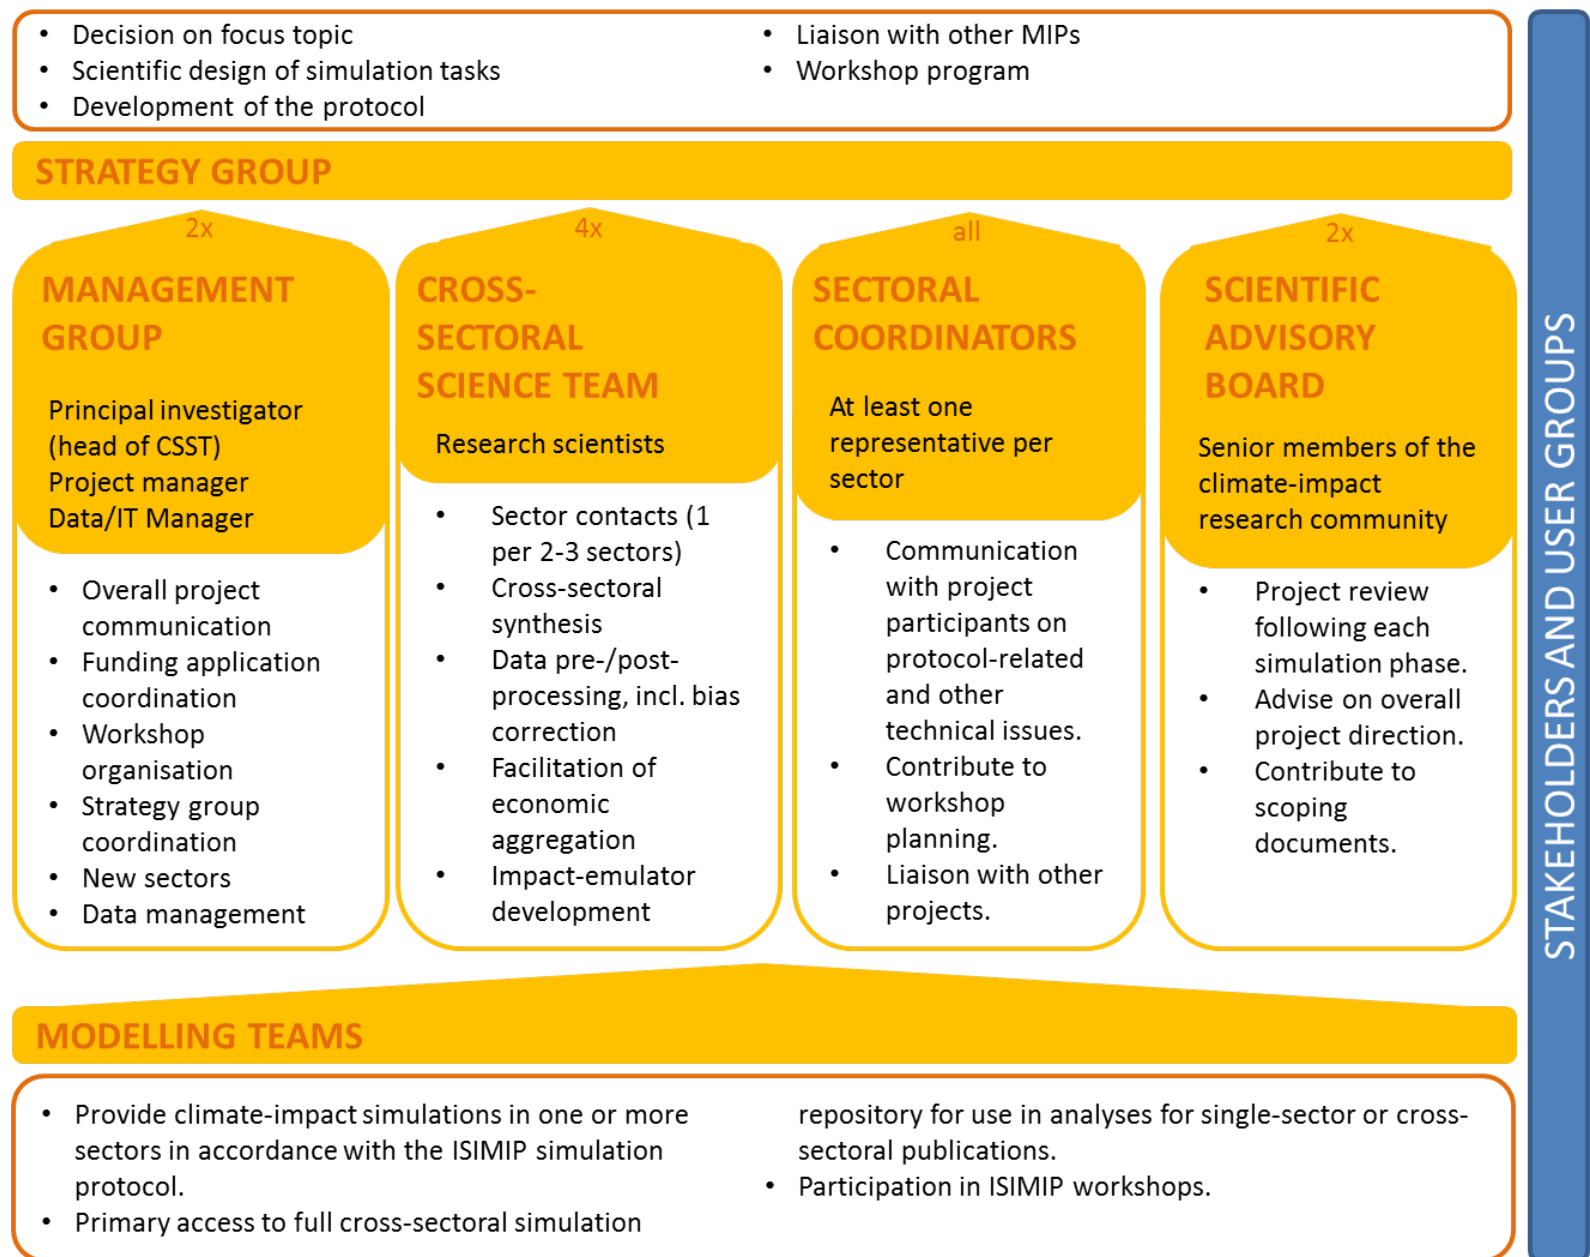 • Decision on focus topic
• Scientific design of simulation tasks
• Development of the protocol
• Liaison with other MIPs
• Workshop program
STRATEGY GROUP
2x
MANAGEMENT
GROUP
Principal investigator
(head of CSST)
Project manager
Data/IT Manager
• Overall project
communication
• Funding application
coordination
• Workshop
organisation
• Strategy group
coordination
• New sectors
• Data management
4x
CROSS-
SECTORAL
SCIENCE TEAM
Research scientists
• Sector contacts (1
per 2-3 sectors)
• Cross-sectoral
synthesis
• Data pre-/post-
processing, incl. bias
correction
• Facilitation of
economic
aggregation
• Impact-emulator
development
all
SECTORAL
COORDINATORS
At least one
representative per
sector
• Communication
with project
participants on
protocol-related
and other
technical issues.
• Contribute to
workshop
planning.
• Liaison with other
projects.
2x
SCIENTIFIC
ADVISORY
BOARD
Senior members of the
climate-impact
research community
• Project review
following each
simulation phase.
• Advise on overall
project direction.
• Contribute to
scoping
documents.
MODELLING TEAMS
• Provide climate-impact simulations in one or more
sectors in accordance with the ISIMIP simulation
protocol.
• Primary access to full cross-sectoral simulation
repository for use in analyses for single-sector or cross-
sectoral publications.
• Participation in ISIMIP workshops.
STAKEHOLDERS AND USER GROUPS